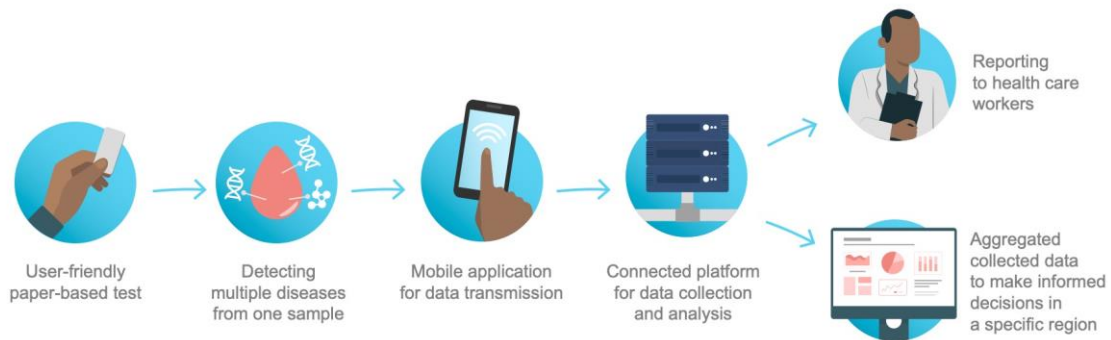 User-friendly
paper-based test
Detecting
multiple diseases
from one sample
Mobile application
for data transmission
Connected platform
for data collection
and analysis
Reporting
to health care
workers
Aggregated
collected data
to make informed
decisions in
a specific region